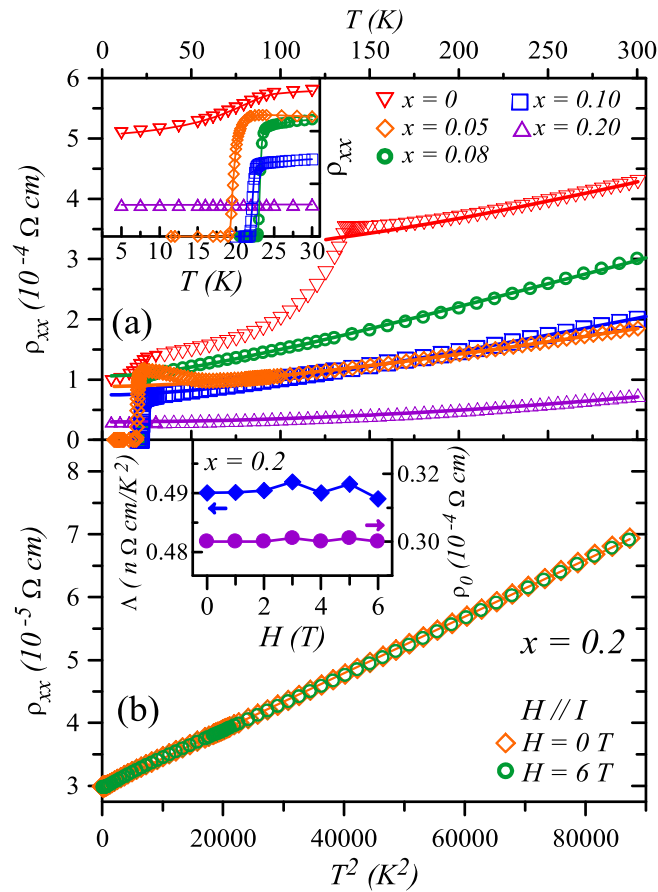 T (K)
0 50 100 150 200 250 300
6
5
4
3
2
1
0
ρxx (10⁻⁴ Ω cm)
(a)
x = 0
x = 0.05
x = 0.08
x = 0.10
x = 0.20
ρxx
5 10 15 20 25 30
T (K)
7
6
5
4
3
2
ρxx (10⁻⁵ Ω cm)
(b)
x = 0.2
0.49
0.48
Λ ( n Ω cm/K²)
0.32
0.30
ρ0 (10⁻⁴ Ω cm)
0 2 4 6
H (T)
x = 0.2
H // I
H = 0 T
H = 6 T
0 20000 40000 60000 80000
T² (K²)